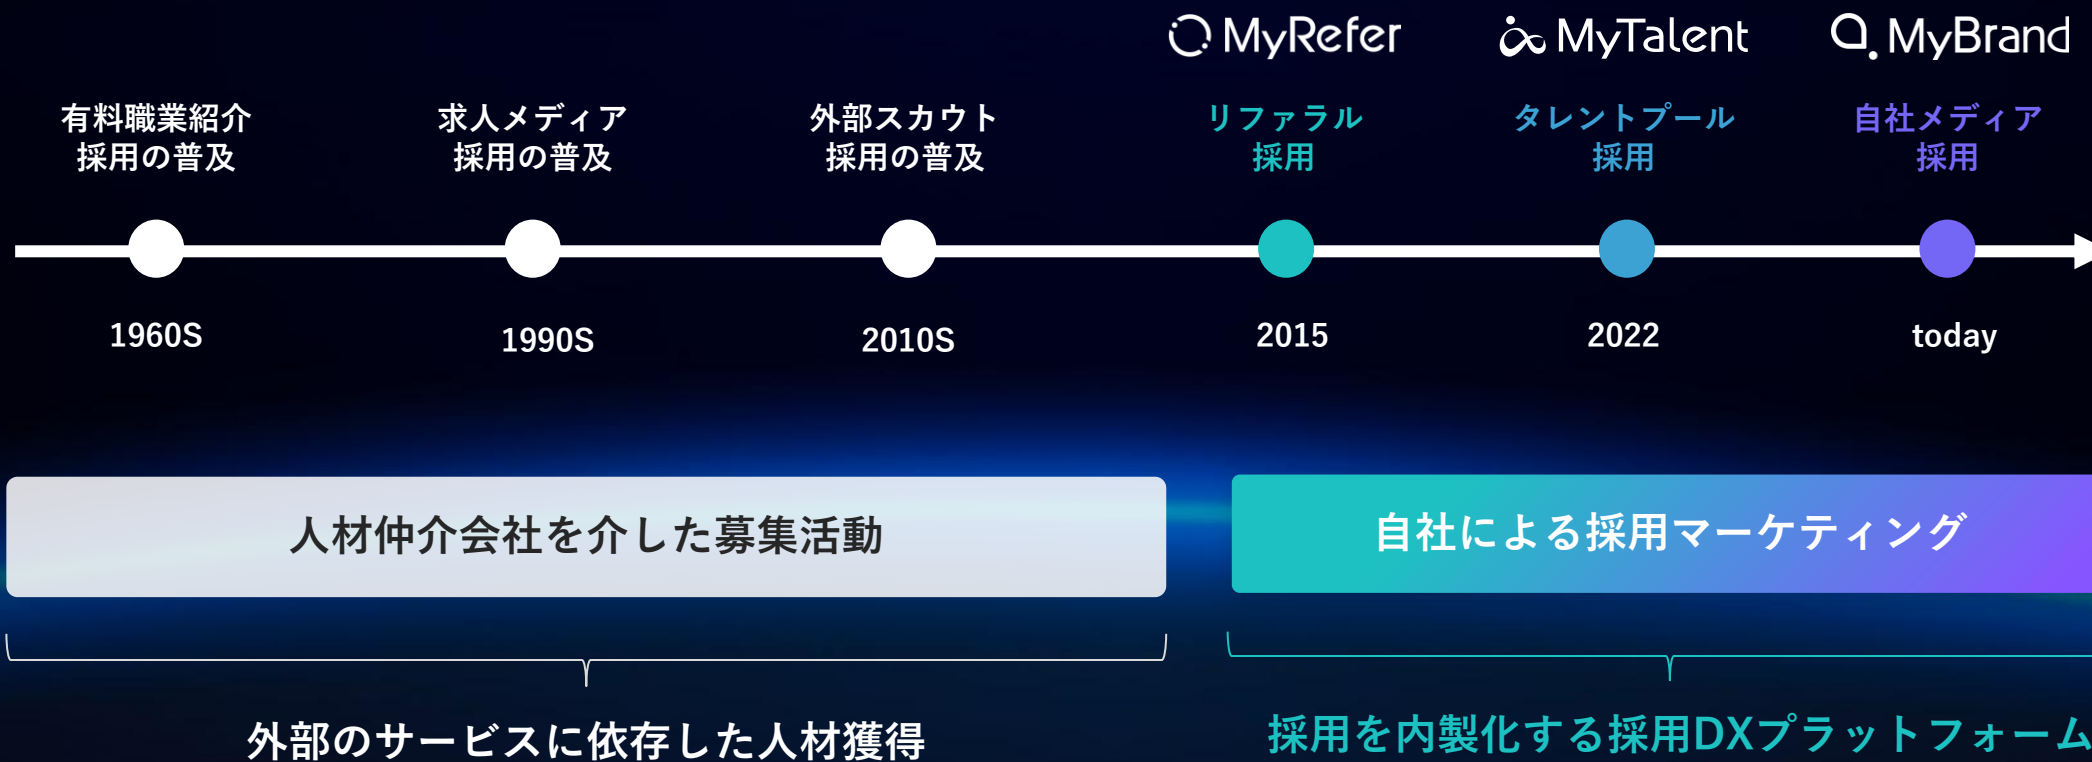 MyRefer
MyTalent
MyBrand
有料職業紹介
採用の普及
求人メディア
採用の普及
外部スカウト
採用の普及
リファラル
採用
タレントプール
採用
自社メディア
採用
1960S
1990S
2010S
2015
2022
today
人材仲介会社を介した募集活動
自社による採用マーケティング
外部のサービスに依存した人材獲得
採用を内製化する採用DXプラットフォーム